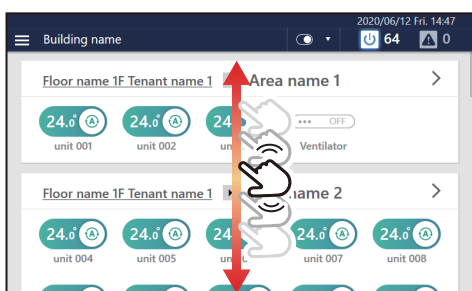 2020/06/12 Fri. 14:47
Building name 64 0
Floor name 1F Tenant name 1 Area name 1
24.0 A 24.0 A 24. OFF
unit 001 unit 002 un Ventilator
Floor name 1F Tenant name 1 name 2
24.0 A 24.0 A 24. 24.0 A 24.0 A
unit 004 unit 005 unit 007 unit 008